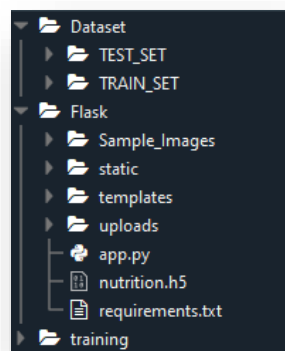 Dataset
TEST_SET
TRAIN_SET
Flask
Sample_Images
static
templates
uploads
app.py
nutrition.h5
requirements.txt
training